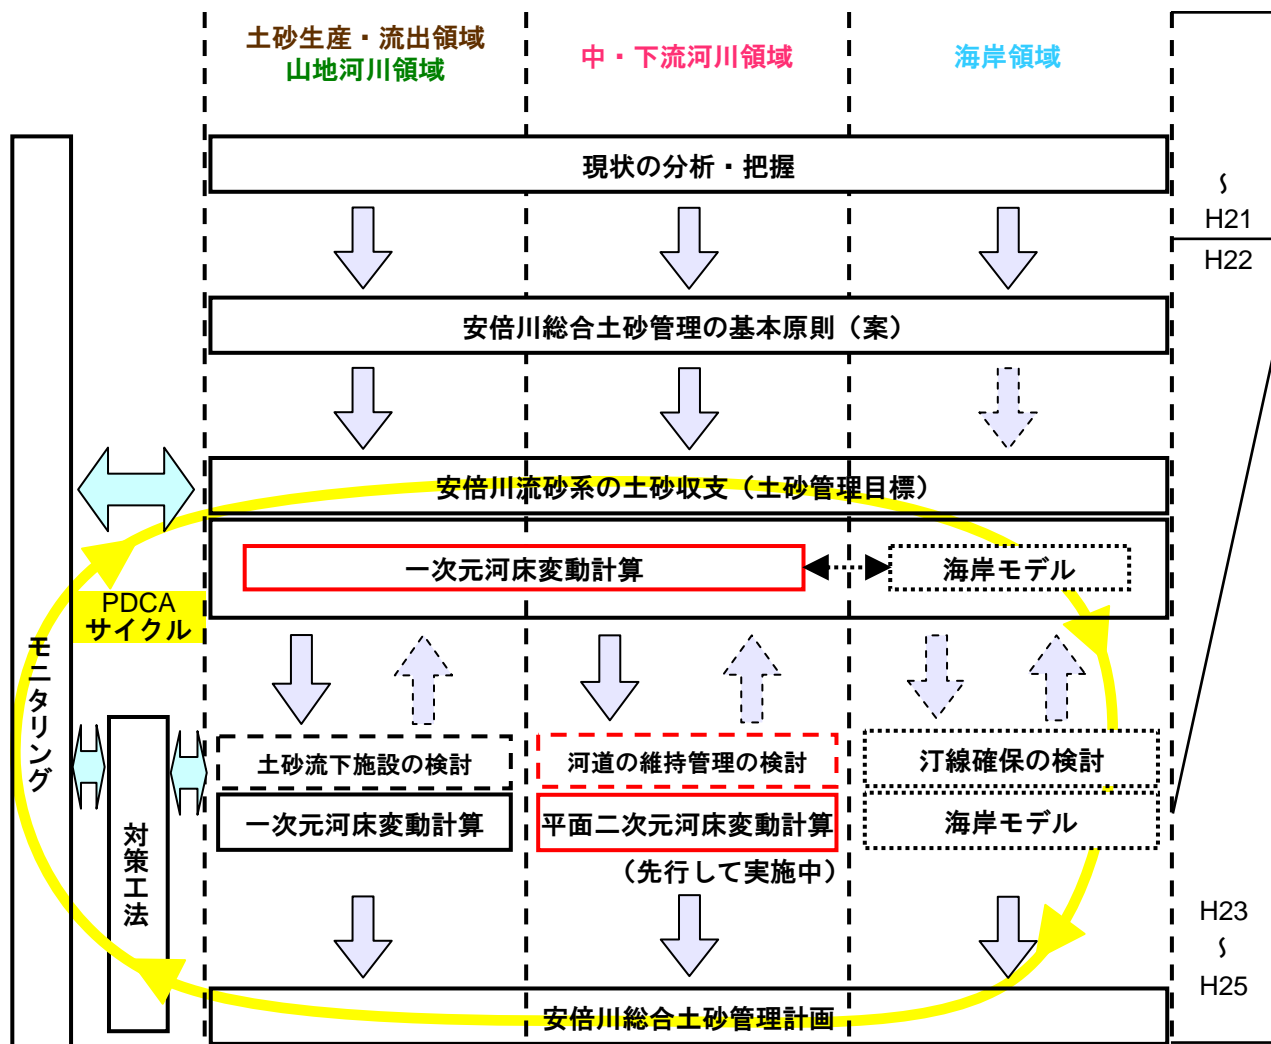 土砂生産・流出領域
山地河川領域
中・下流河川領域
海岸領域
現状の分析・把握
～
H21
H22
安倍川総合土砂管理の基本原則（案）
安倍川流砂系の土砂収支（土砂管理目標）
一次元河床変動計算
海岸モデル
PDCA
サイクル
モニタリング
対策工法
土砂流下施設の検討
一次元河床変動計算
河道の維持管理の検討
平面二次元河床変動計算
（先行して実施中）
汀線確保の検討
海岸モデル
H23
～
H25
安倍川総合土砂管理計画